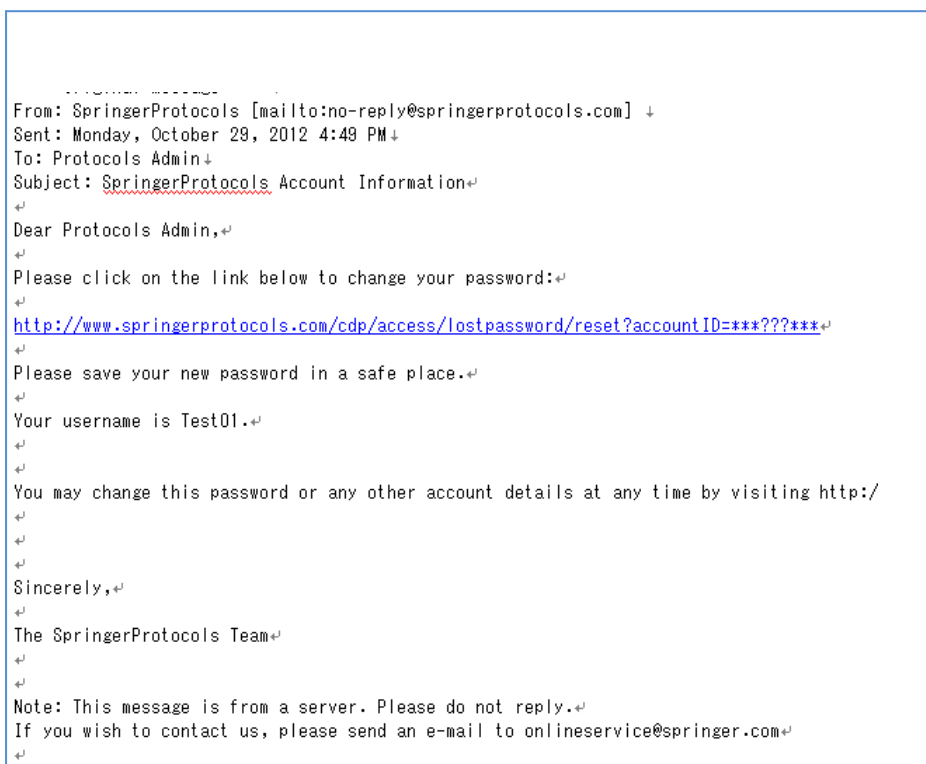 From: SpringerProtocols [mailto:no-reply@springerprotocols.com] ↓
Sent: Monday, October 29, 2012 4:49 PM↓
To: Protocols Admin↓
Subject: SpringerProtocols Account Information↵
↵
Dear Protocols Admin,↵
↵
Please click on the link below to change your password:↵
↵
http://www.springerprotocols.com/cdp/access/lostpassword/reset?accountID=***???***↵
↵
Please save your new password in a safe place.↵
↵
Your username is Test01.↵
↵
↵
You may change this password or any other account details at any time by visiting http:/
↵
↵
↵
Sincerely,↵
↵
The SpringerProtocols Team↵
↵
↵
Note: This message is from a server. Please do not reply.↵
If you wish to contact us, please send an e-mail to onlineservice@springer.com↵
↵